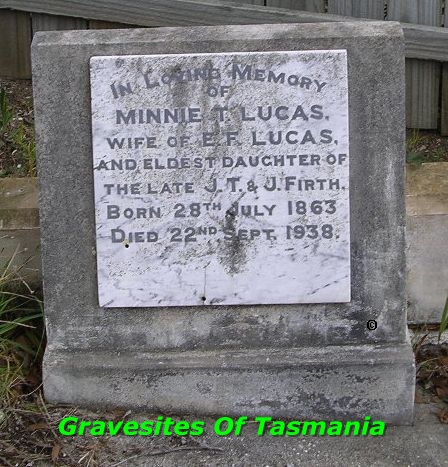 In Loving Memory
OF
MINNIE T. LUCAS,
WIFE OF E. F. LUCAS,
AND ELDEST DAUGHTER OF
THE LATE J. T. & J. FIRTH.
BORN 28TH JULY 1863
DIED 22ND SEPT. 1938.
Gravesites Of Tasmania